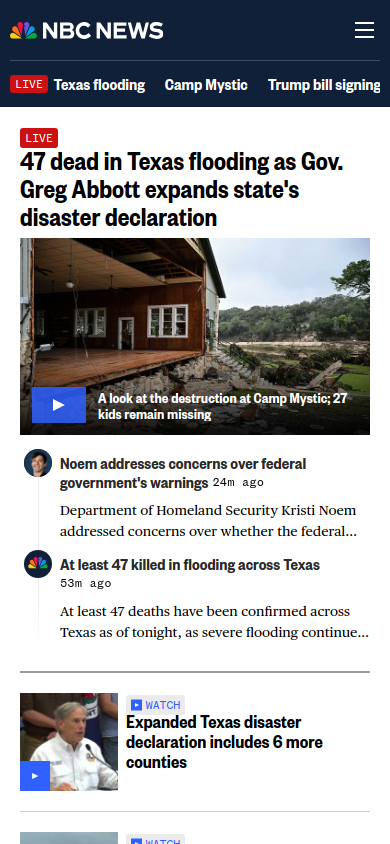 NBC NEWS
LIVE Texas flooding Camp Mystic Trump bill signing
LIVE
47 dead in Texas flooding as Gov.
Greg Abbott expands state's
disaster declaration
A look at the destruction at Camp Mystic; 27
kids remain missing
Noem addresses concerns over federal
government's warnings 24m ago
Department of Homeland Security Kristi Noem
addressed concerns over whether the federal...
At least 47 killed in flooding across Texas
53m ago
At least 47 deaths have been confirmed across
Texas as of tonight, as severe flooding continue...
WATCH
Expanded Texas disaster
declaration includes 6 more
counties
WATCH